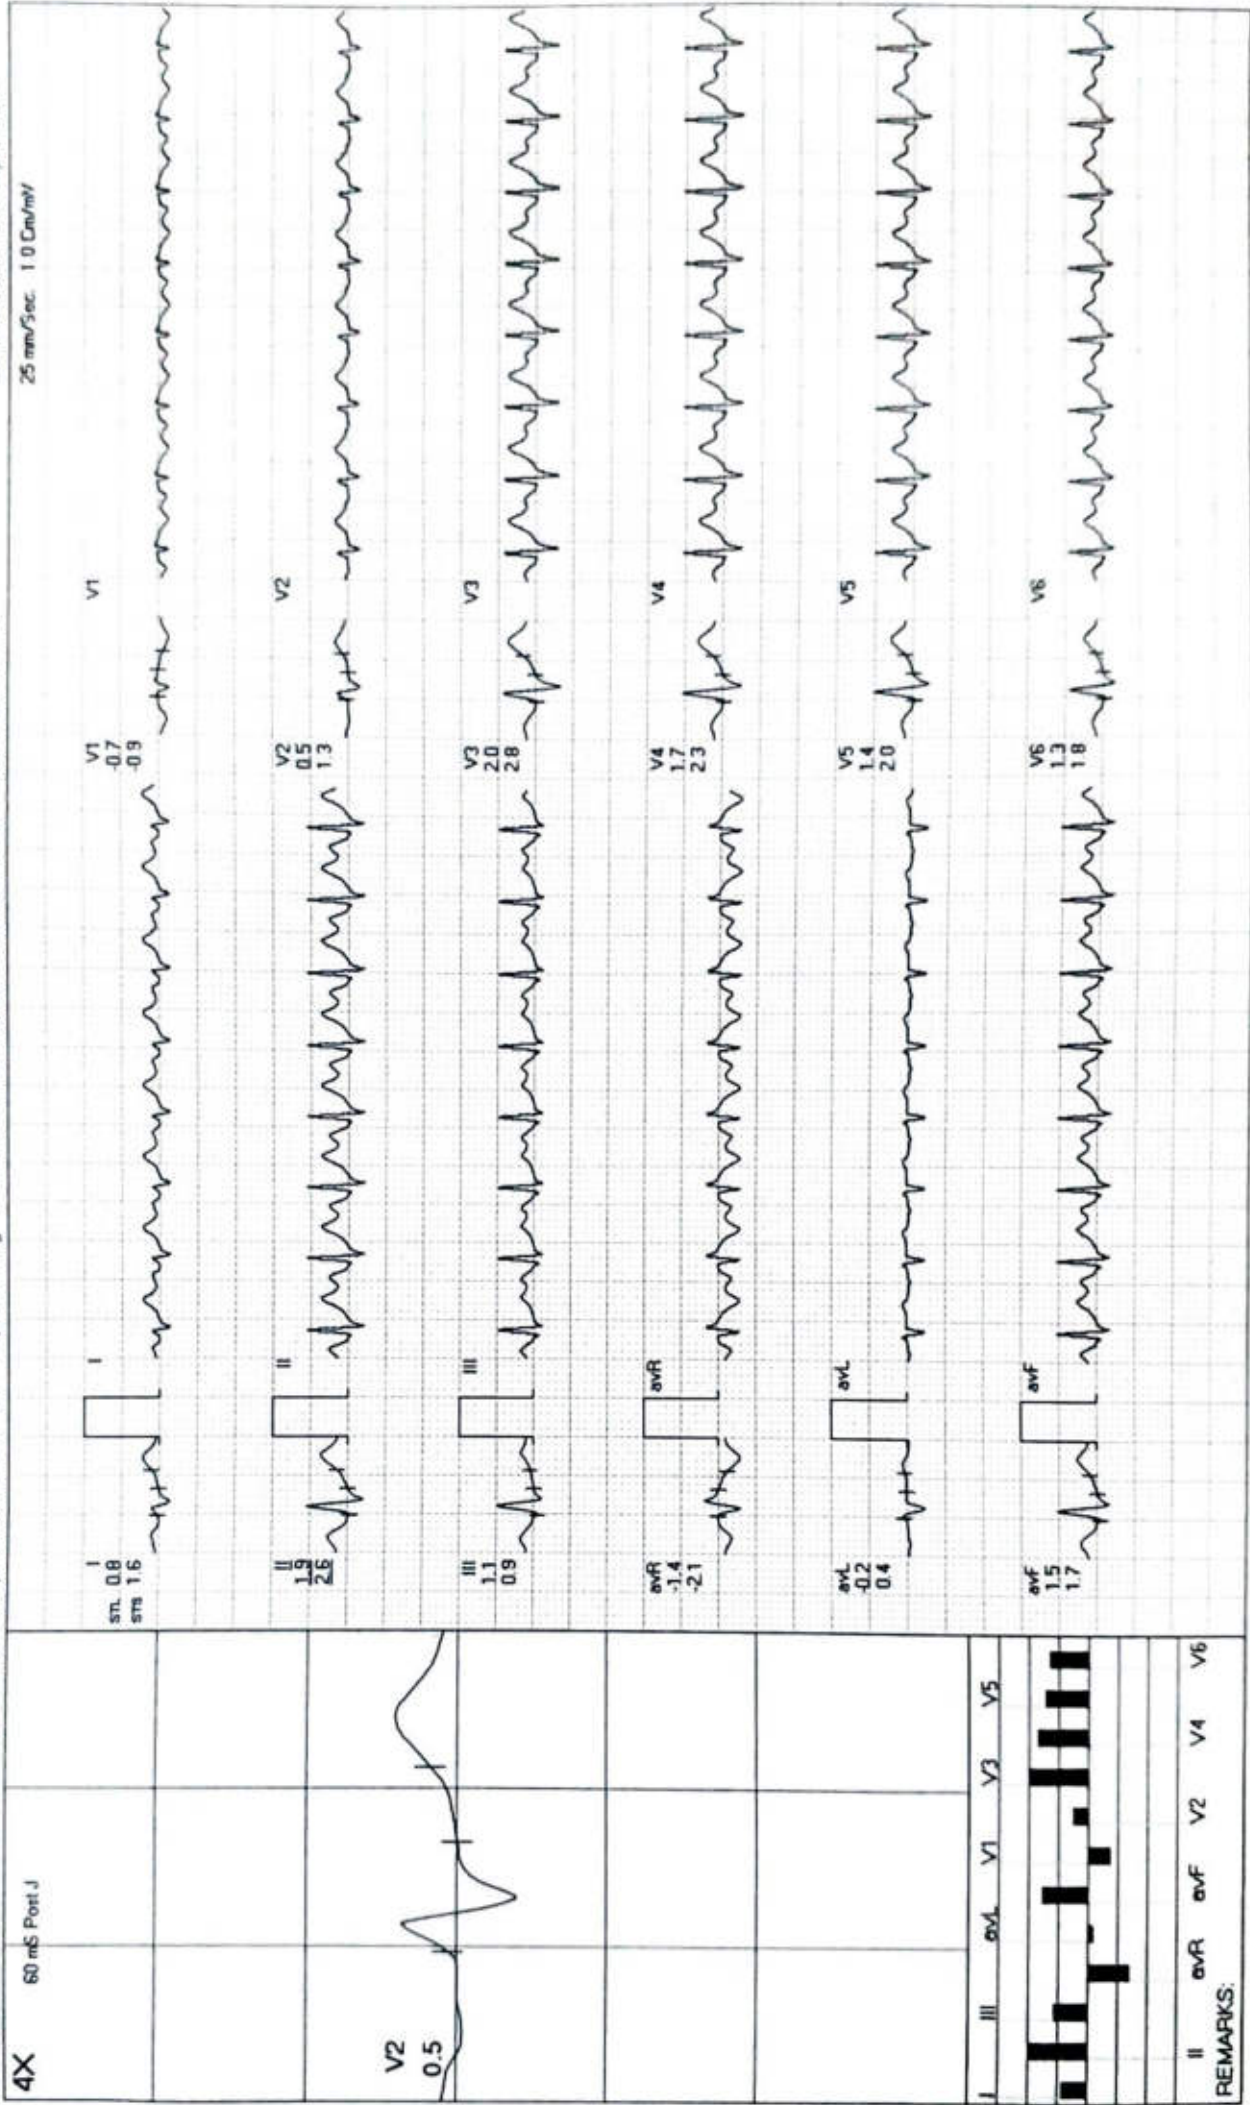 4X
60 mS Post J
25 mm/Sec. 1 0 Cm/mV
V2
0.5
I
STL 0.8
STS 1.6
I
V1
-0.7
-0.9
V1
II
1.9
2.6
II
V2
0.5
1.3
V2
III
1.1
0.9
III
V3
2.0
2.8
V3
avR
-1.4
-2.1
avR
V4
1.7
2.3
V4
avL
-0.2
0.4
avL
V5
1.4
2.0
V5
avF
1.5
1.7
avF
V6
1.3
1.8
V6
I III avL V1 V3 V5
II avR avF V2 V4 V6
REMARKS: